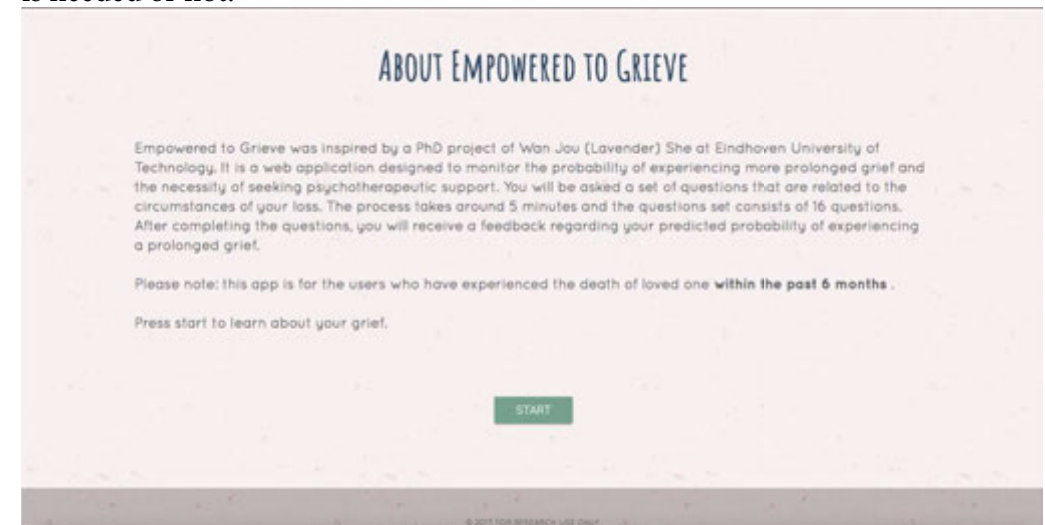 is needed or not.
ABOUT EMPOWERED TO GRIEVE
Empowered to Grieve was inspired by a PhD project of Wan Jou (Lavender) She at Eindhoven University of
Technology. It is a web application designed to monitor the probability of experiencing more prolonged grief and
the necessity of seeking psychotherapeutic support. You will be asked a set of questions that are related to the
circumstances of your loss. The process takes around 5 minutes and the questions set consists of 16 questions.
After completing the questions, you will receive a feedback regarding your predicted probability of experiencing
a prolonged grief.
Please note: this app is for the users who have experienced the death of loved one within the past 6 months .
Press start to learn about your grief.
START
© 2017 FOR RESEARCH USE ONLY